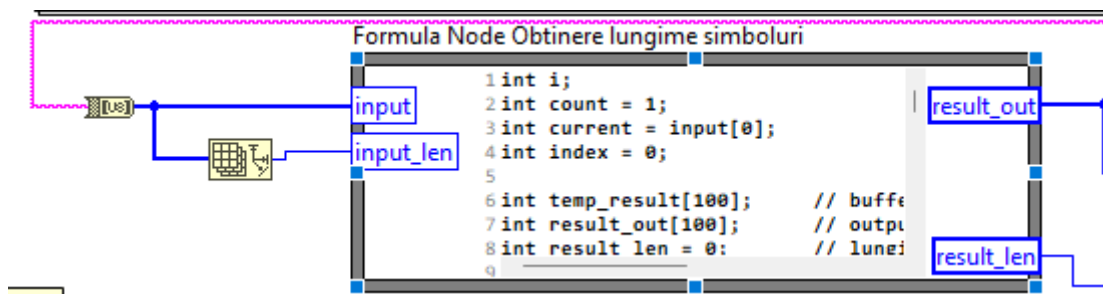 Formula Node Obtinere lungime simboluri
[U8]
input
input_len
1 int i;
2 int count = 1;
3 int current = input[0];
4 int index = 0;
5
6 int temp_result[100]; // buffe
7 int result_out[100]; // outpu
8 int result_len = 0; // lungi
9
result_out
result_len